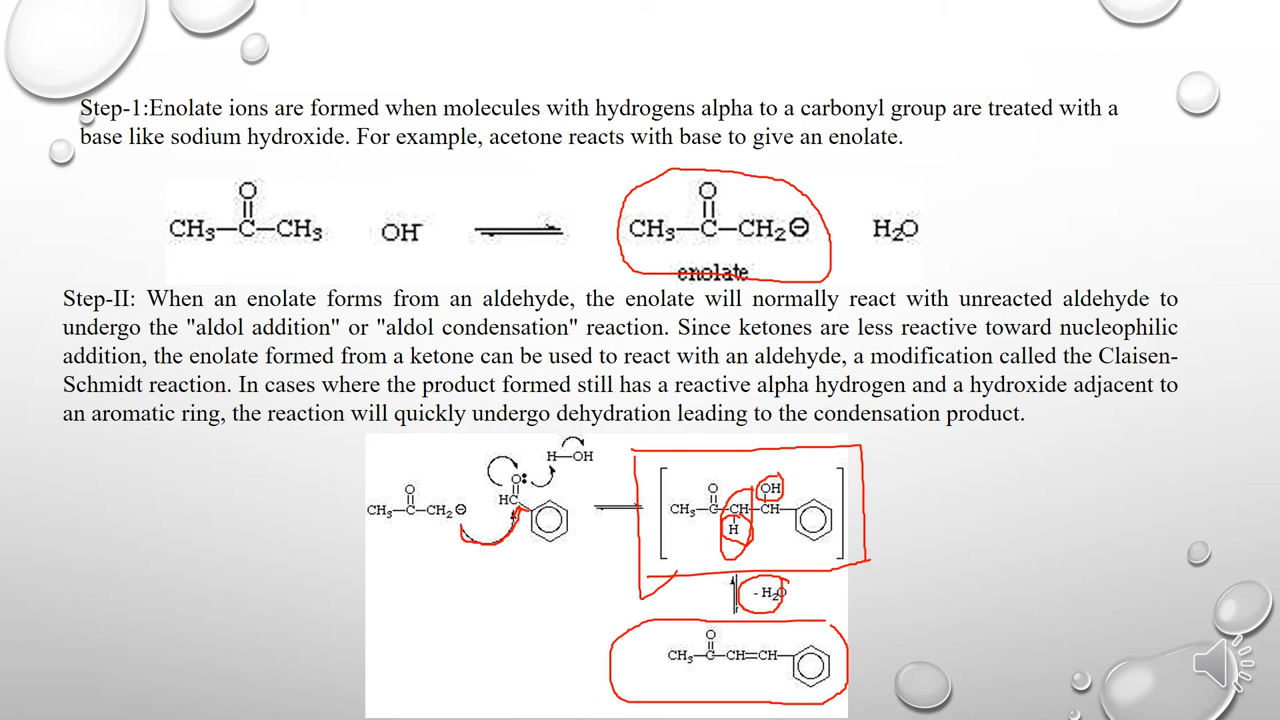 Step-1:Enolate ions are formed when molecules with hydrogens alpha to a carbonyl group are treated with a
base like sodium hydroxide. For example, acetone reacts with base to give an enolate.
O
CH₃—C—CH₃ OH⁻ CH₃—C—CH₂⊖ H₂O
enolate
Step-II: When an enolate forms from an aldehyde, the enolate will normally react with unreacted aldehyde to
undergo the "aldol addition" or "aldol condensation" reaction. Since ketones are less reactive toward nucleophilic
addition, the enolate formed from a ketone can be used to react with an aldehyde, a modification called the Claisen-
Schmidt reaction. In cases where the product formed still has a reactive alpha hydrogen and a hydroxide adjacent to
an aromatic ring, the reaction will quickly undergo dehydration leading to the condensation product.
H—OH
O O: O OH
HC
CH₃—C—CH₂⊖ CH₃—C—CH—CH—
H
- H₂O
O
CH₃—C—CH=CH—